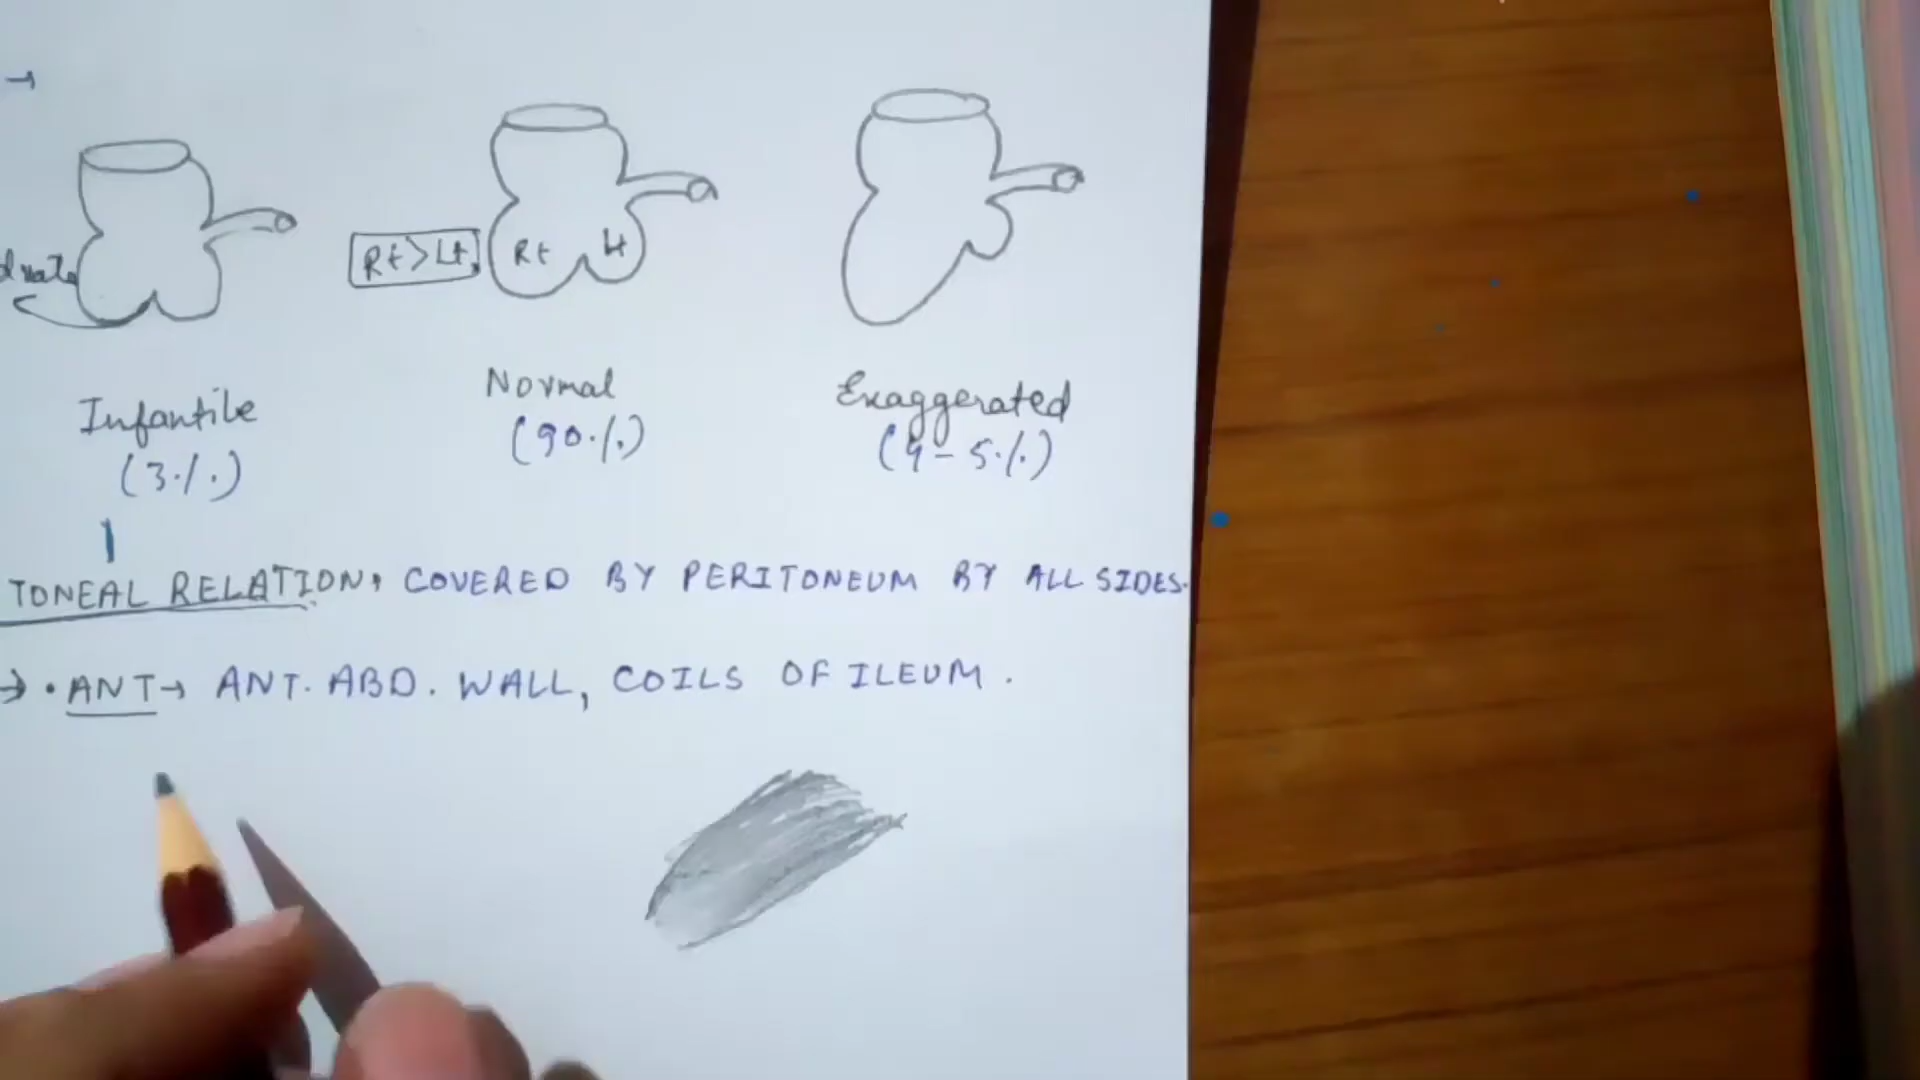 Rt>Lt
Rt Lt
Infantile
(3%)
Normal
(90%)
Exaggerated
(4-5%)
TONEAL RELATION, COVERED BY PERITONEUM BY ALL SIDES.
→ • ANT → ANT. ABD. WALL, COILS OF ILEUM.